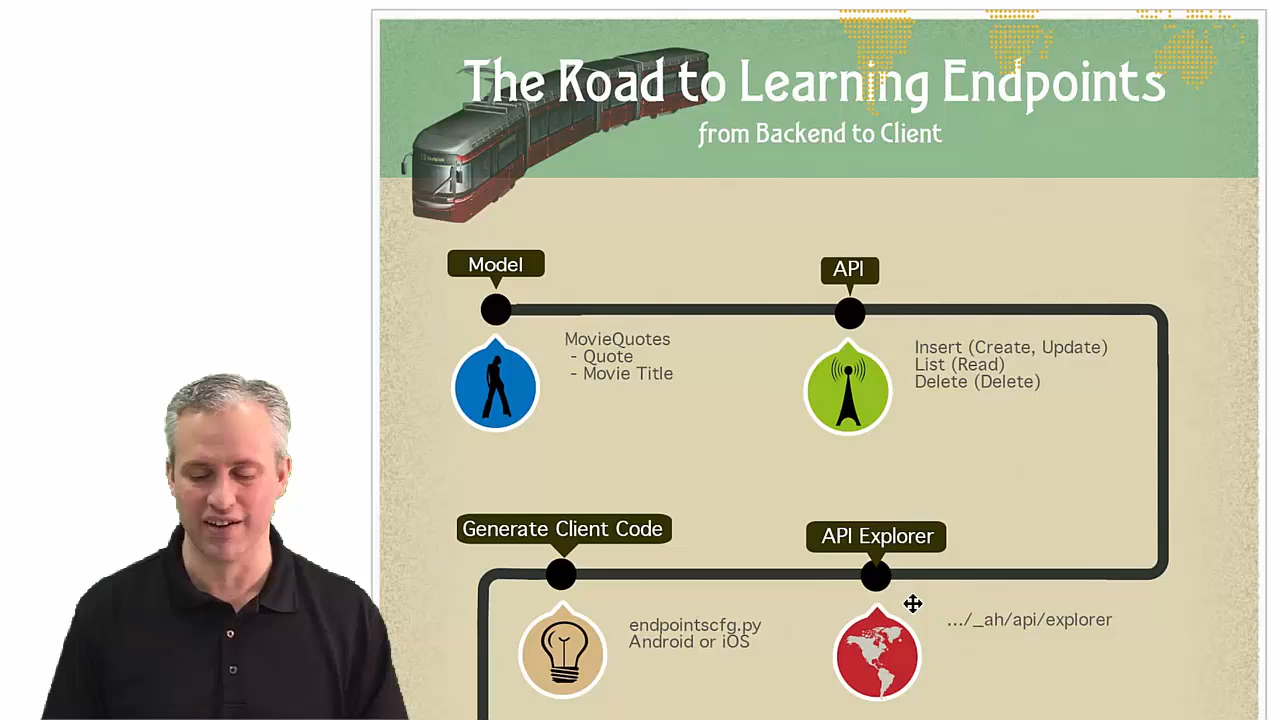 The Road to Learning Endpoints
from Backend to Client
Model
API
MovieQuotes
- Quote
- Movie Title
Insert (Create, Update)
List (Read)
Delete (Delete)
Generate Client Code
API Explorer
endpointscfg.py
Android or iOS
.../_ah/api/explorer